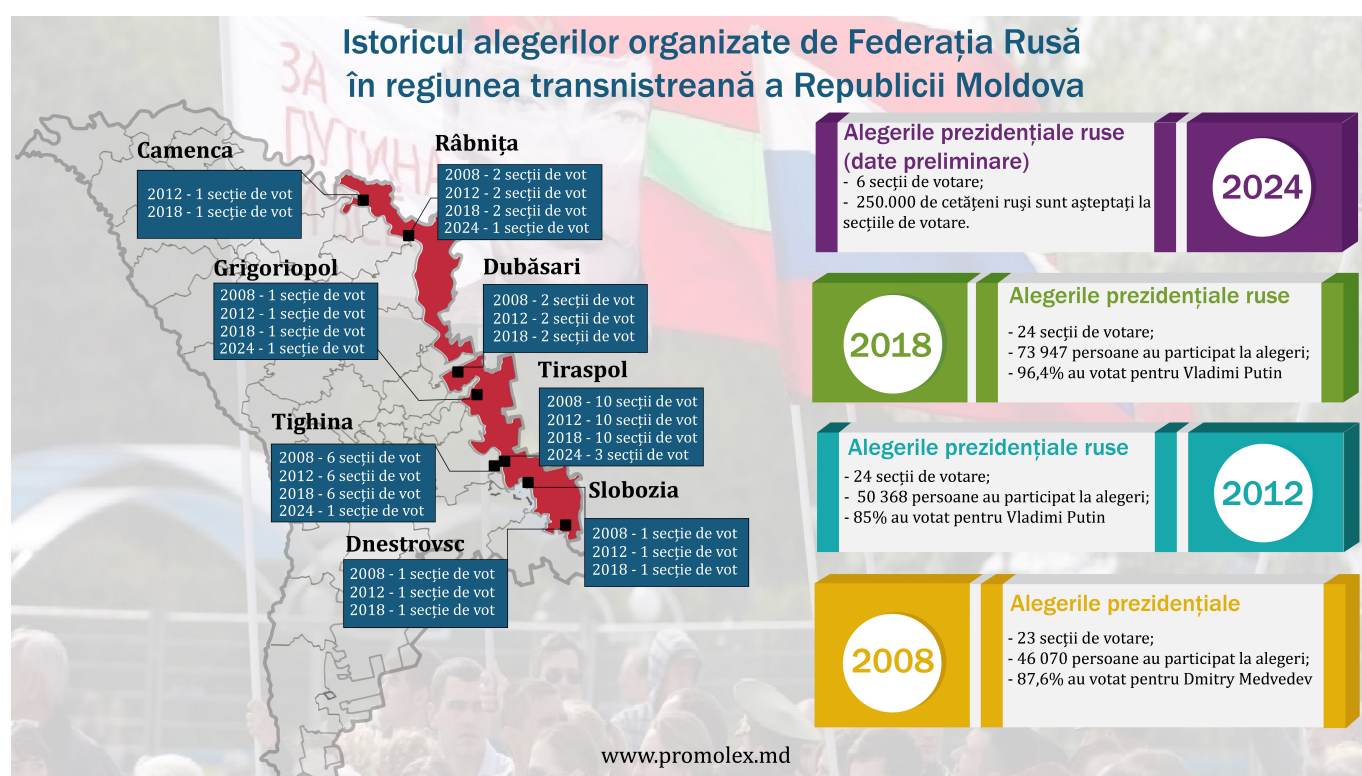 Istoricul alegerilor organizate de Federația Rusă
în regiunea transnistreană a Republicii Moldova
ЗА
ПУТИНА
Camenca
2012 - 1 secție de vot
2018 - 1 secție de vot
Râbnița
2008 - 2 secții de vot
2012 - 2 secții de vot
2018 - 2 secții de vot
2024 - 1 secție de vot
Grigoriopol
2008 - 1 secție de vot
2012 - 1 secție de vot
2018 - 1 secție de vot
2024 - 1 secție de vot
Dubăsari
2008 - 2 secții de vot
2012 - 2 secții de vot
2018 - 2 secții de vot
Tiraspol
2008 - 10 secții de vot
2012 - 10 secții de vot
2018 - 10 secții de vot
2024 - 3 secții de vot
Tighina
2008 - 6 secții de vot
2012 - 6 secții de vot
2018 - 6 secții de vot
2024 - 1 secție de vot
Slobozia
2008 - 1 secție de vot
2012 - 1 secție de vot
2018 - 1 secție de vot
Dnestrovsc
2008 - 1 secție de vot
2012 - 1 secție de vot
2018 - 1 secție de vot
Alegerile prezidențiale ruse
(date preliminare)
- 6 secții de votare;
- 250.000 de cetățeni ruși sunt așteptați la
secțiile de votare.
2024
2018
Alegerile prezidențiale ruse
- 24 secții de votare;
- 73 947 persoane au participat la alegeri;
- 96,4% au votat pentru Vladimi Putin
Alegerile prezidențiale ruse
- 24 secții de votare;
- 50 368 persoane au participat la alegeri;
- 85% au votat pentru Vladimi Putin
2012
2008
Alegerile prezidențiale
- 23 secții de votare;
- 46 070 persoane au participat la alegeri;
- 87,6% au votat pentru Dmitry Medvedev
www.promolex.md